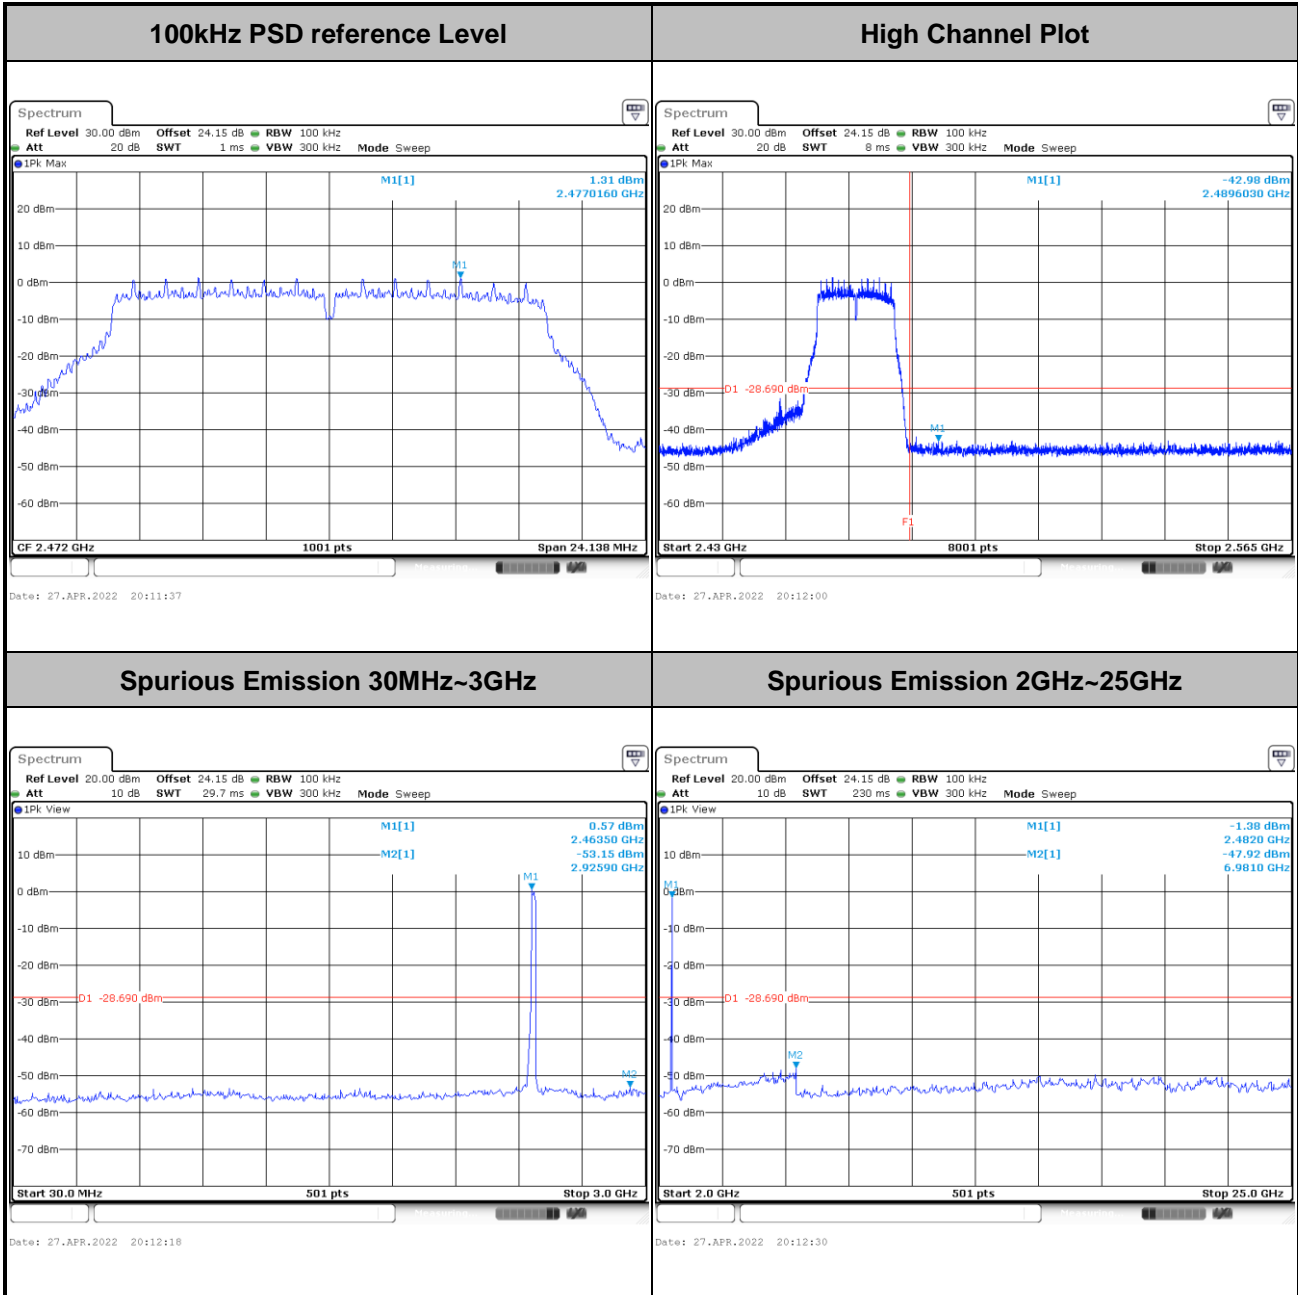 100kHz PSD reference Level
High Channel Plot
Spectrum
Ref Level 30.00 dBm Offset 24.15 dB RBW 100 kHz
Att 20 dB SWT 1 ms VBW 300 kHz Mode Sweep
1Pk Max
M1[1] 1.31 dBm
2.4770160 GHz
20 dBm
10 dBm
M1
0 dBm
-10 dBm
-20 dBm
-30 dBm
-40 dBm
-50 dBm
-60 dBm
CF 2.472 GHz 1001 pts Span 24.138 MHz
Measuring
Date: 27.APR.2022 20:11:37
Spectrum
Ref Level 30.00 dBm Offset 24.15 dB RBW 100 kHz
Att 20 dB SWT 8 ms VBW 300 kHz Mode Sweep
1Pk Max
M1[1] -42.98 dBm
2.4896030 GHz
20 dBm
10 dBm
0 dBm
-10 dBm
-20 dBm
D1 -28.690 dBm
-30 dBm
-40 dBm
M1
-50 dBm
-60 dBm
F1
Start 2.43 GHz 8001 pts Stop 2.565 GHz
Measuring
Date: 27.APR.2022 20:12:00
Spurious Emission 30MHz~3GHz
Spurious Emission 2GHz~25GHz
Spectrum
Ref Level 20.00 dBm Offset 24.15 dB RBW 100 kHz
Att 10 dB SWT 29.7 ms VBW 300 kHz Mode Sweep
1Pk View
M1[1] 0.57 dBm
2.46350 GHz
10 dBm
M2[1] -53.15 dBm
2.92590 GHz
M1
0 dBm
-10 dBm
-20 dBm
D1 -28.690 dBm
-30 dBm
-40 dBm
-50 dBm
M2
-60 dBm
-70 dBm
Start 30.0 MHz 501 pts Stop 3.0 GHz
Measuring
Date: 27.APR.2022 20:12:18
Spectrum
Ref Level 20.00 dBm Offset 24.15 dB RBW 100 kHz
Att 10 dB SWT 230 ms VBW 300 kHz Mode Sweep
1Pk View
M1[1] -1.38 dBm
2.4820 GHz
10 dBm
M2[1] -47.92 dBm
6.9810 GHz
M1
0 dBm
-10 dBm
-20 dBm
D1 -28.690 dBm
-30 dBm
-40 dBm
M2
-50 dBm
-60 dBm
-70 dBm
Start 2.0 GHz 501 pts Stop 25.0 GHz
Measuring
Date: 27.APR.2022 20:12:30